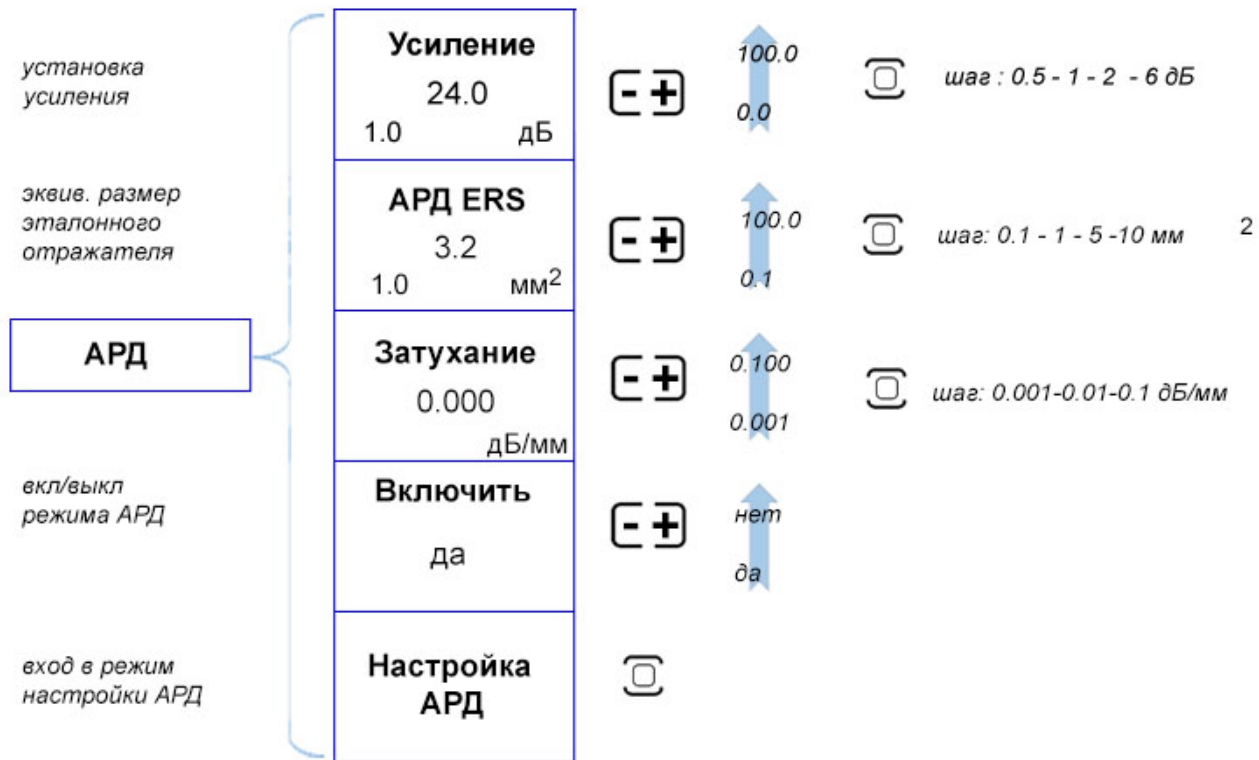 установка
усиления
Усиление
24.0
1.0 дБ
- +
100.0
0.0
шаг : 0.5 - 1 - 2 - 6 дБ
эквив. размер
эталонного
отражателя
АРД ERS
3.2
1.0 мм2
- +
100.0
0.1
шаг: 0.1 - 1 - 5 -10 мм 2
АРД
Затухание
0.000
дБ/мм
- +
0.100
0.001
шаг: 0.001-0.01-0.1 дБ/мм
вкл/выкл
режима АРД
Включить
да
- +
нет
да
вход в режим
настройки АРД
Настройка
АРД